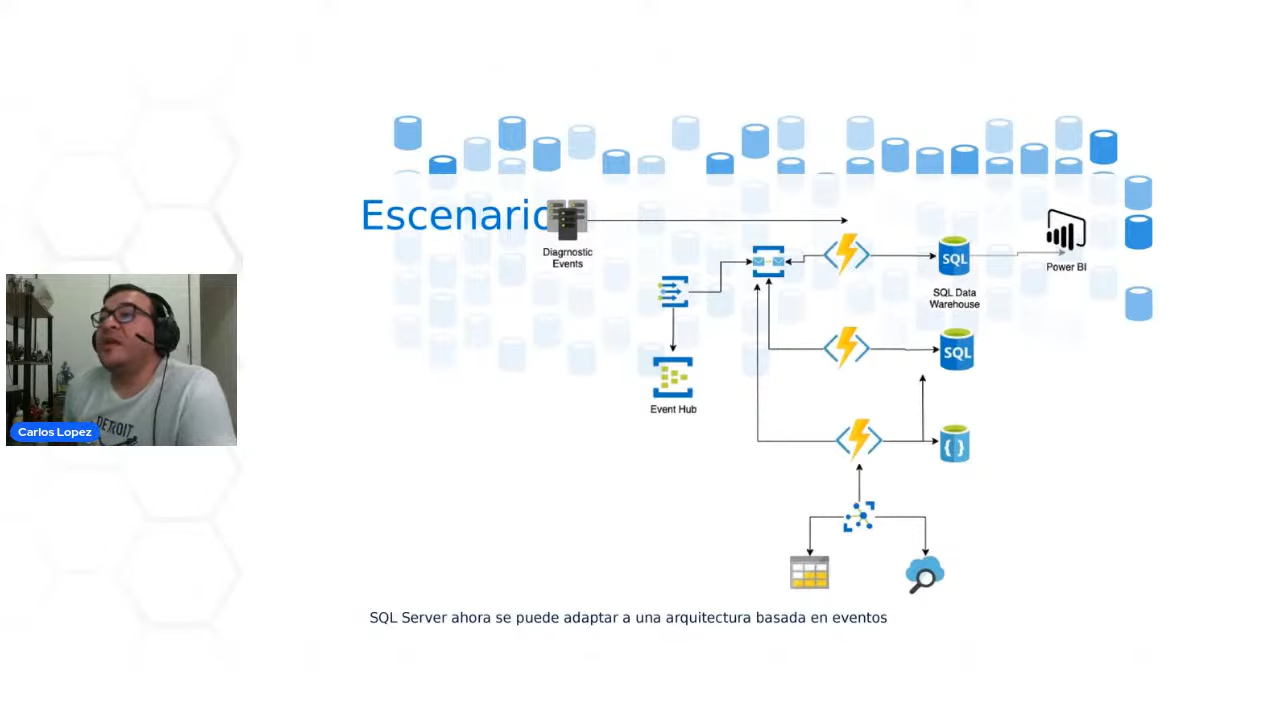 Escenario
Diagnostic
Events
SQL
SQL Data
Warehouse
Power BI
SQL
Event Hub
{ }
DETROIT
Carlos Lopez
SQL Server ahora se puede adaptar a una arquitectura basada en eventos